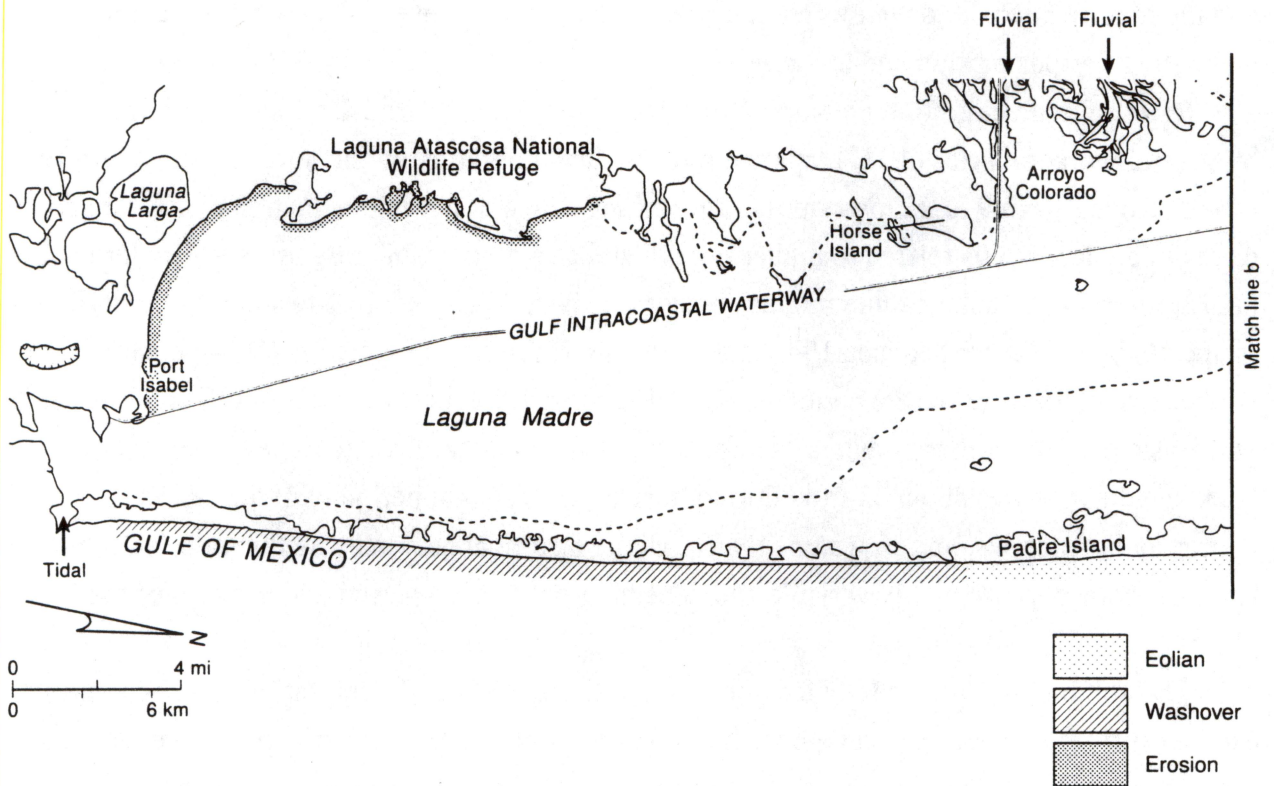 Fluvial
Fluvial
Laguna Atascosa National
Wildlife Refuge
Laguna
Larga
Arroyo
Colorado
Horse
Island
Match line b
GULF INTRACOASTAL WATERWAY
Port
Isabel
Laguna Madre
GULF OF MEXICO
Padre Island
Tidal
N
0 4 mi
0 6 km
Eolian
Washover
Erosion